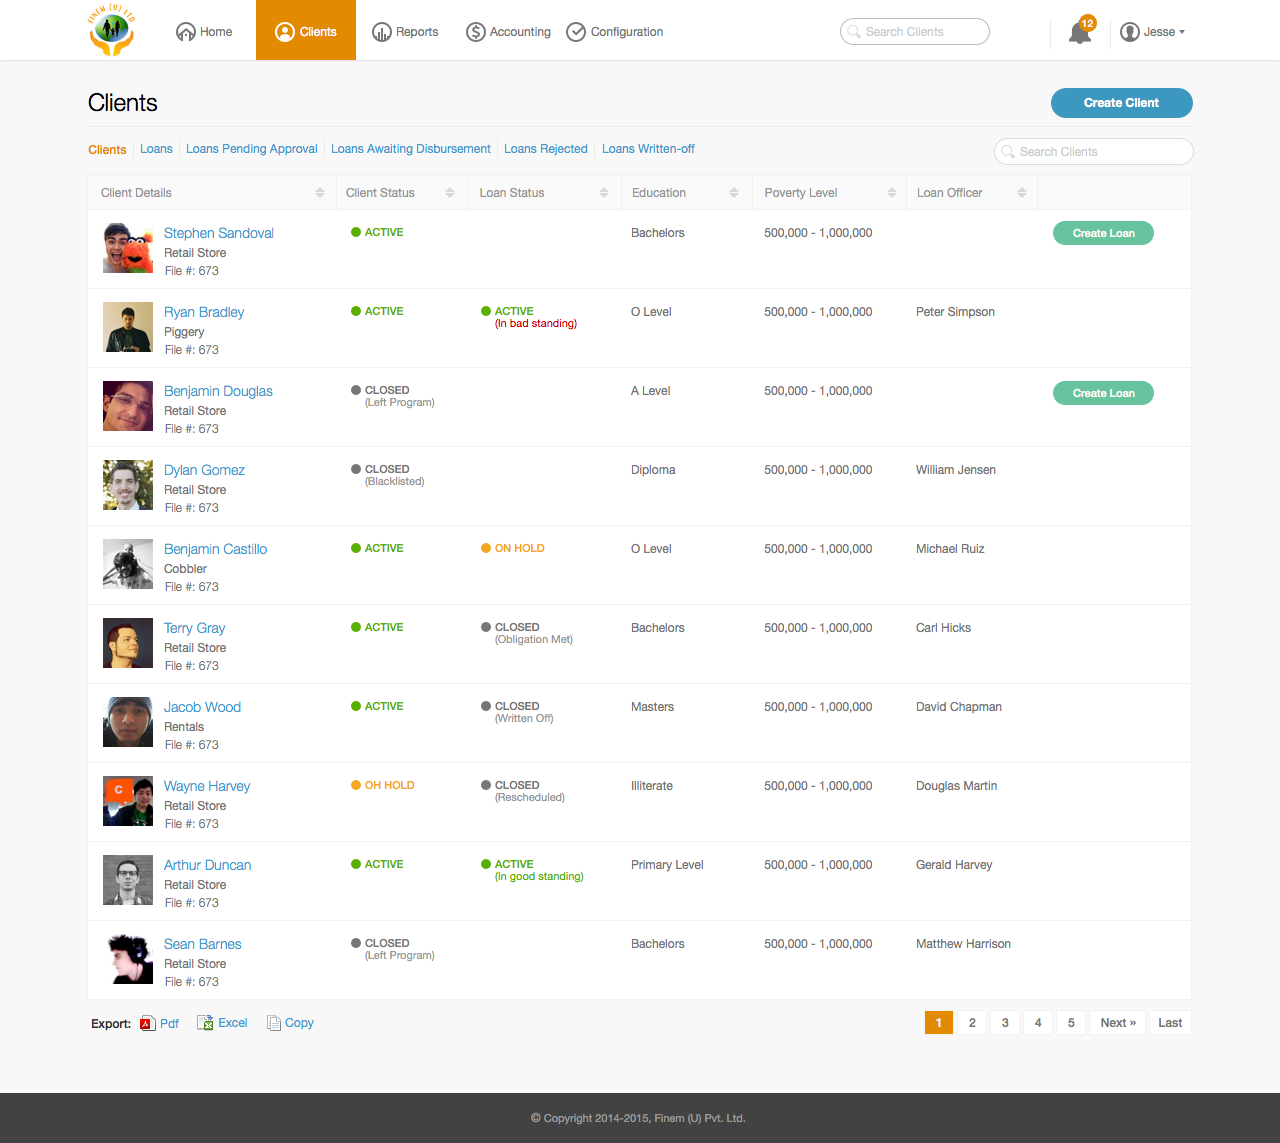 FINEM (U) LTD
Home
Clients
Reports
Accounting
Configuration
Search Clients
12
Jesse
Clients
Create Client
Clients
Loans
Loans Pending Approval
Loans Awaiting Disbursement
Loans Rejected
Loans Written-off
Search Clients
Client Details
Client Status
Loan Status
Education
Poverty Level
Loan Officer
Stephen Sandoval
Retail Store
File #: 673
ACTIVE
Bachelors
500,000 - 1,000,000
Create Loan
Ryan Bradley
Piggery
File #: 673
ACTIVE
ACTIVE
(In bad standing)
O Level
500,000 - 1,000,000
Peter Simpson
Benjamin Douglas
Retail Store
File #: 673
CLOSED
(Left Program)
A Level
500,000 - 1,000,000
Create Loan
Dylan Gomez
Retail Store
File #: 673
CLOSED
(Blacklisted)
Diploma
500,000 - 1,000,000
William Jensen
Benjamin Castillo
Cobbler
File #: 673
ACTIVE
ON HOLD
O Level
500,000 - 1,000,000
Michael Ruiz
Terry Gray
Retail Store
File #: 673
ACTIVE
CLOSED
(Obligation Met)
Bachelors
500,000 - 1,000,000
Carl Hicks
Jacob Wood
Rentals
File #: 673
ACTIVE
CLOSED
(Written Off)
Masters
500,000 - 1,000,000
David Chapman
C
Wayne Harvey
Retail Store
File #: 673
OH HOLD
CLOSED
(Rescheduled)
Illiterate
500,000 - 1,000,000
Douglas Martin
Arthur Duncan
Retail Store
File #: 673
ACTIVE
ACTIVE
(In good standing)
Primary Level
500,000 - 1,000,000
Gerald Harvey
Sean Barnes
Retail Store
File #: 673
CLOSED
(Left Program)
Bachelors
500,000 - 1,000,000
Matthew Harrison
Export:
Pdf
Excel
Copy
1
2
3
4
5
Next »
Last
© Copyright 2014-2015, Finem (U) Pvt. Ltd.